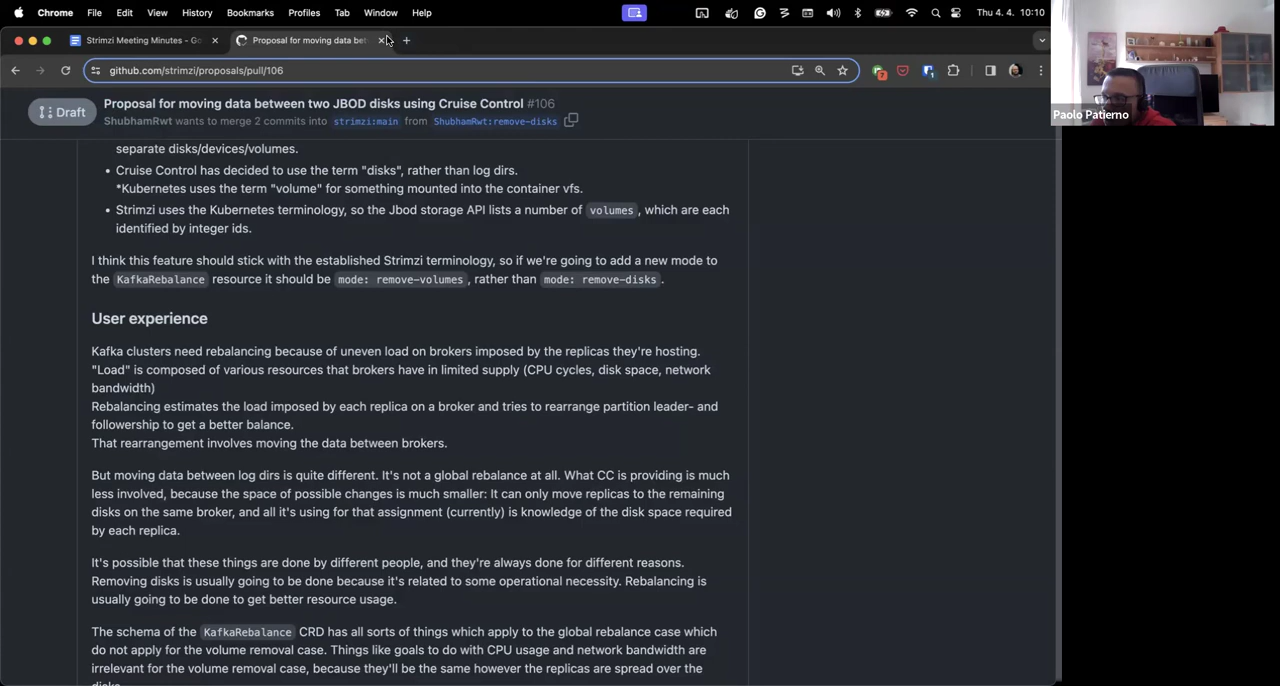 Chrome File Edit View History Bookmarks Profiles Tab Window Help Thu 4. 4. 10:10
Strimzi Meeting Minutes - Go Proposal for moving data bet
github.com/strimzi/proposals/pull/106
7
1
Draft
Proposal for moving data between two JBOD disks using Cruise Control #106
ShubhamRwt wants to merge 2 commits into strimzi:main from ShubhamRwt:remove-disks
Paolo Patierno
separate disks/devices/volumes.
• Cruise Control has decided to use the term "disks", rather than log dirs.
*Kubernetes uses the term "volume" for something mounted into the container vfs.
• Strimzi uses the Kubernetes terminology, so the Jbod storage API lists a number of volumes, which are each
identified by integer ids.
I think this feature should stick with the established Strimzi terminology, so if we're going to add a new mode to
the KafkaRebalance resource it should be mode: remove-volumes, rather than mode: remove-disks.
User experience
Kafka clusters need rebalancing because of uneven load on brokers imposed by the replicas they're hosting.
"Load" is composed of various resources that brokers have in limited supply (CPU cycles, disk space, network
bandwidth)
Rebalancing estimates the load imposed by each replica on a broker and tries to rearrange partition leader- and
followership to get a better balance.
That rearrangement involves moving the data between brokers.
But moving data between log dirs is quite different. It's not a global rebalance at all. What CC is providing is much
less involved, because the space of possible changes is much smaller: It can only move replicas to the remaining
disks on the same broker, and all it's using for that assignment (currently) is knowledge of the disk space required
by each replica.
It's possible that these things are done by different people, and they're always done for different reasons.
Removing disks is usually going to be done because it's related to some operational necessity. Rebalancing is
usually going to be done to get better resource usage.
The schema of the KafkaRebalance CRD has all sorts of things which apply to the global rebalance case which
do not apply for the volume removal case. Things like goals to do with CPU usage and network bandwidth are
irrelevant for the volume removal case, because they'll be the same however the replicas are spread over the
disks.